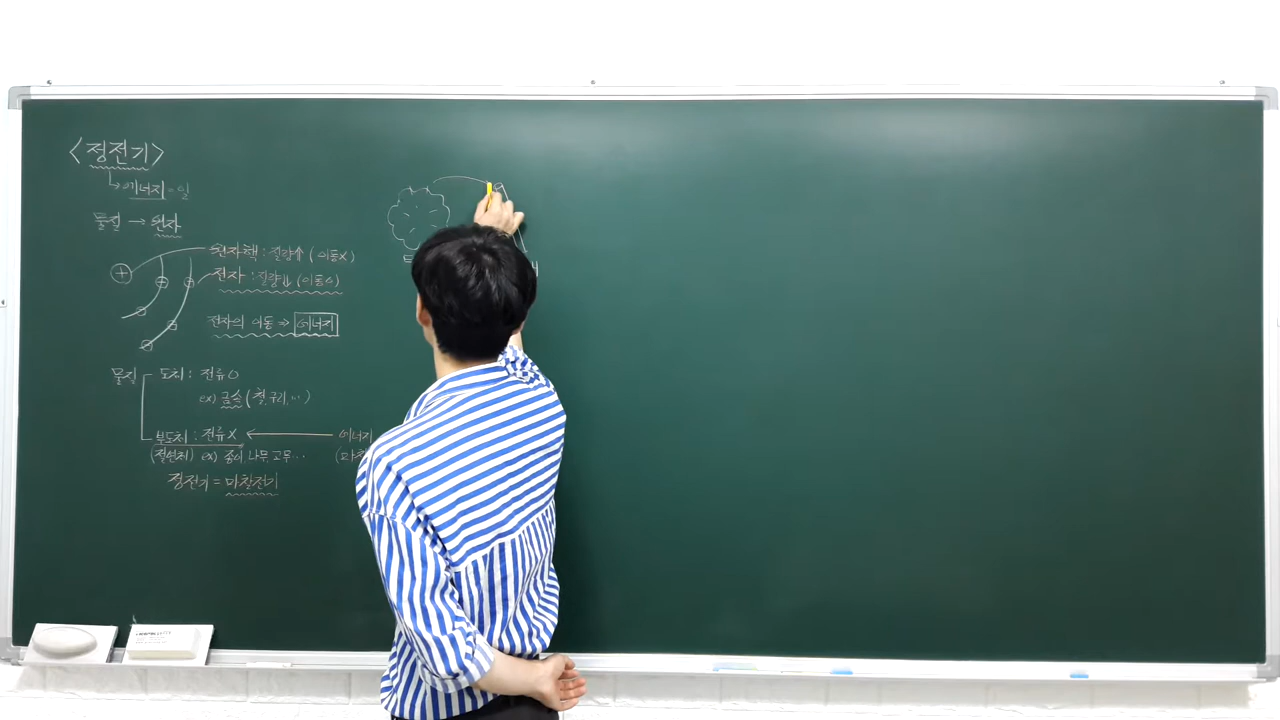 <정전기>
↳ 에너지 = 일
물질 → 원자
원자핵 : 질량↑ (이동X)
전자 : 질량↓ (이동O)
전자의 이동 ⇒ 에너지
물질
도체 : 전류O
ex) 금속 (철, 구리, …)
부도체 : 전류X ← 에너지
(절연체) ex) 종이, 나무, 고무…
정전기 = 마찰전기